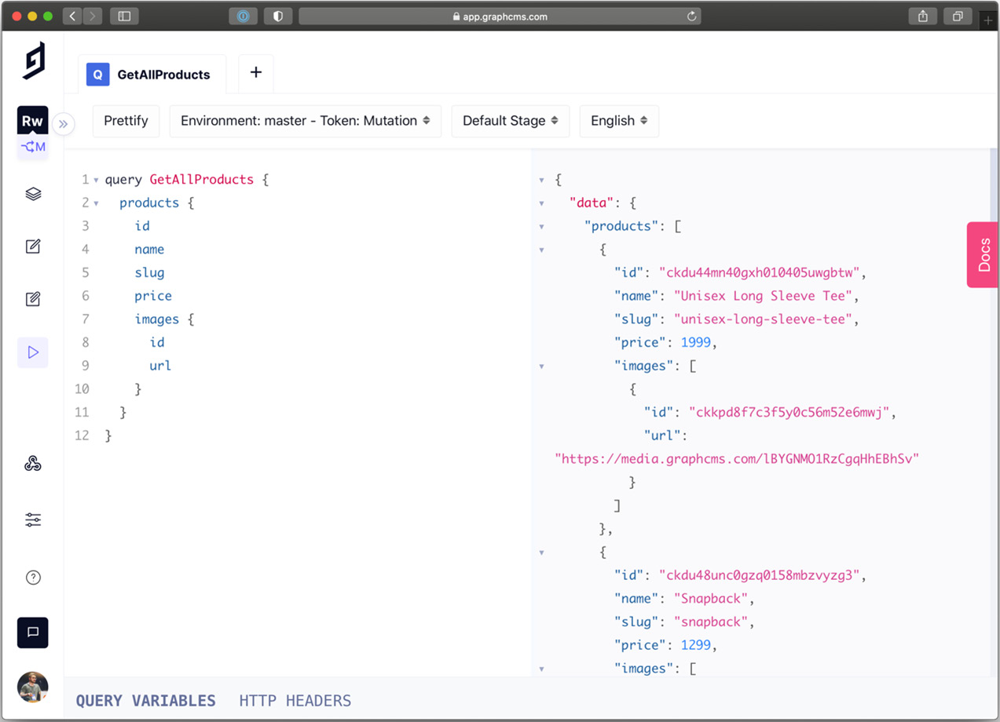 app.graphcms.com
Q GetAllProducts +
Rw
M
Prettify Environment: master - Token: Mutation Default Stage English
1 query GetAllProducts {
2 products {
3 id
4 name
5 slug
6 price
7 images {
8 id
9 url
10 }
11 }
12 }
{
"data": {
"products": [
{
"id": "ckdu44mn40gxh010405uwgbtw",
"name": "Unisex Long Sleeve Tee",
"slug": "unisex-long-sleeve-tee",
"price": 1999,
"images": [
{
"id": "ckkpd8f7c3f5y0c56m52e6mwj",
"url":
"https://media.graphcms.com/lBYGNMO1RzCgqHhEBhSv"
}
]
},
{
"id": "ckdu48unc0gzq0158mbzvyzg3",
"name": "Snapback",
"slug": "snapback",
"price": 1299,
"images": [
Docs
QUERY VARIABLES HTTP HEADERS